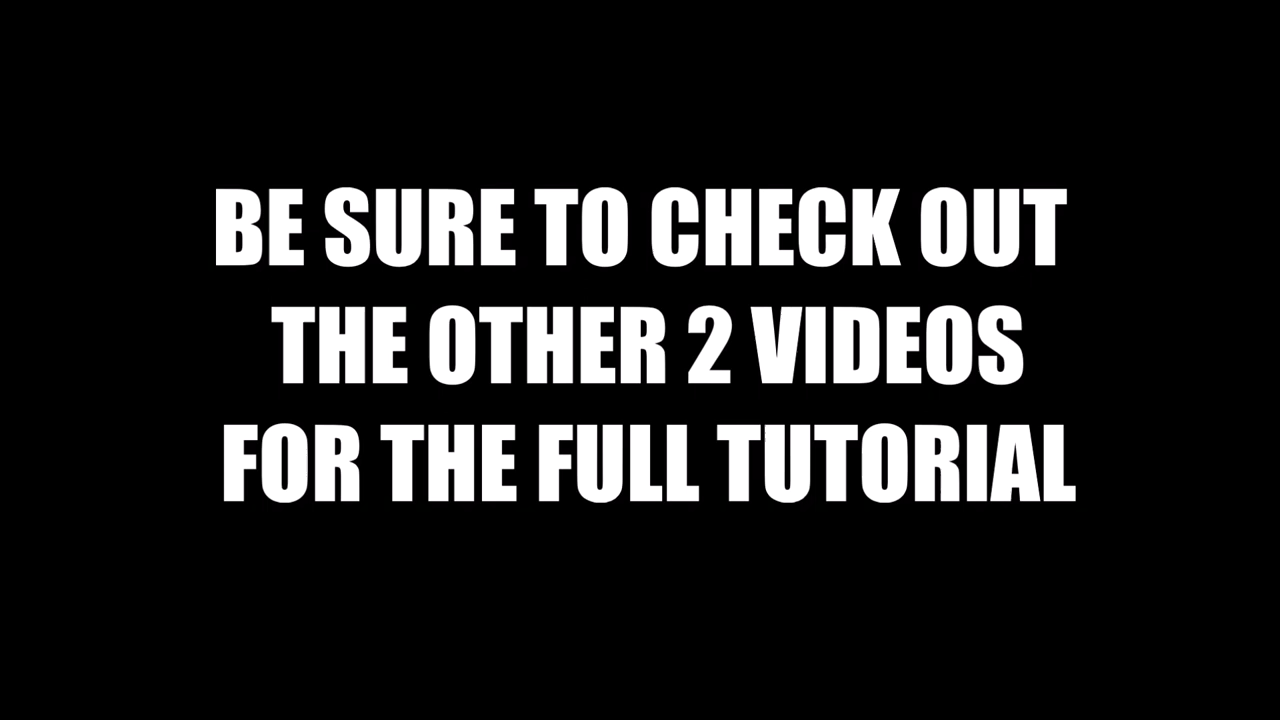 BE SURE TO CHECK OUT
THE OTHER 2 VIDEOS
FOR THE FULL TUTORIAL